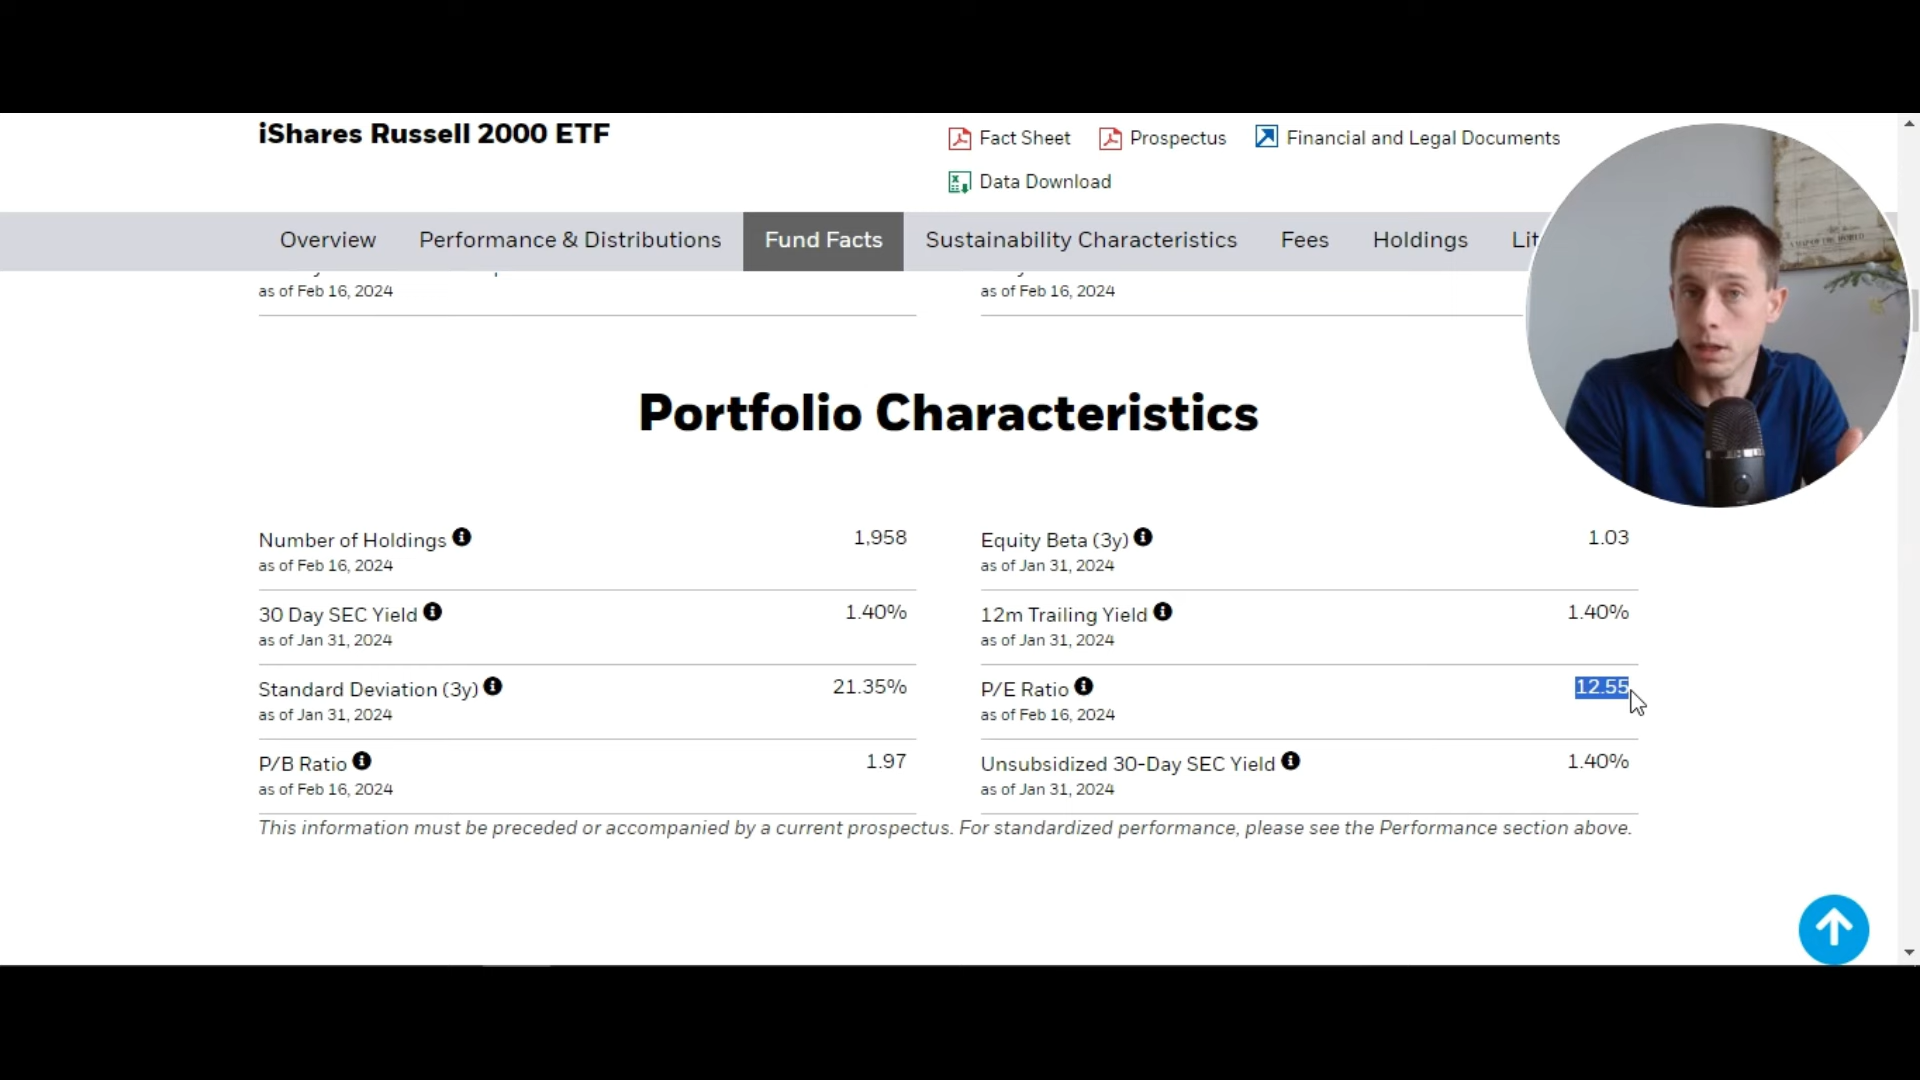 iShares Russell 2000 ETF
Fact Sheet Prospectus Financial and Legal Documents
Data Download
Overview Performance & Distributions Fund Facts Sustainability Characteristics Fees Holdings Lit
as of Feb 16, 2024 as of Feb 16, 2024
Portfolio Characteristics
Number of Holdings 1,958
as of Feb 16, 2024
Equity Beta (3y) 1.03
as of Jan 31, 2024
30 Day SEC Yield 1.40%
as of Jan 31, 2024
12m Trailing Yield 1.40%
as of Jan 31, 2024
Standard Deviation (3y) 21.35%
as of Jan 31, 2024
P/E Ratio 12.55
as of Feb 16, 2024
P/B Ratio 1.97
as of Feb 16, 2024
Unsubsidized 30-Day SEC Yield 1.40%
as of Jan 31, 2024
This information must be preceded or accompanied by a current prospectus. For standardized performance, please see the Performance section above.